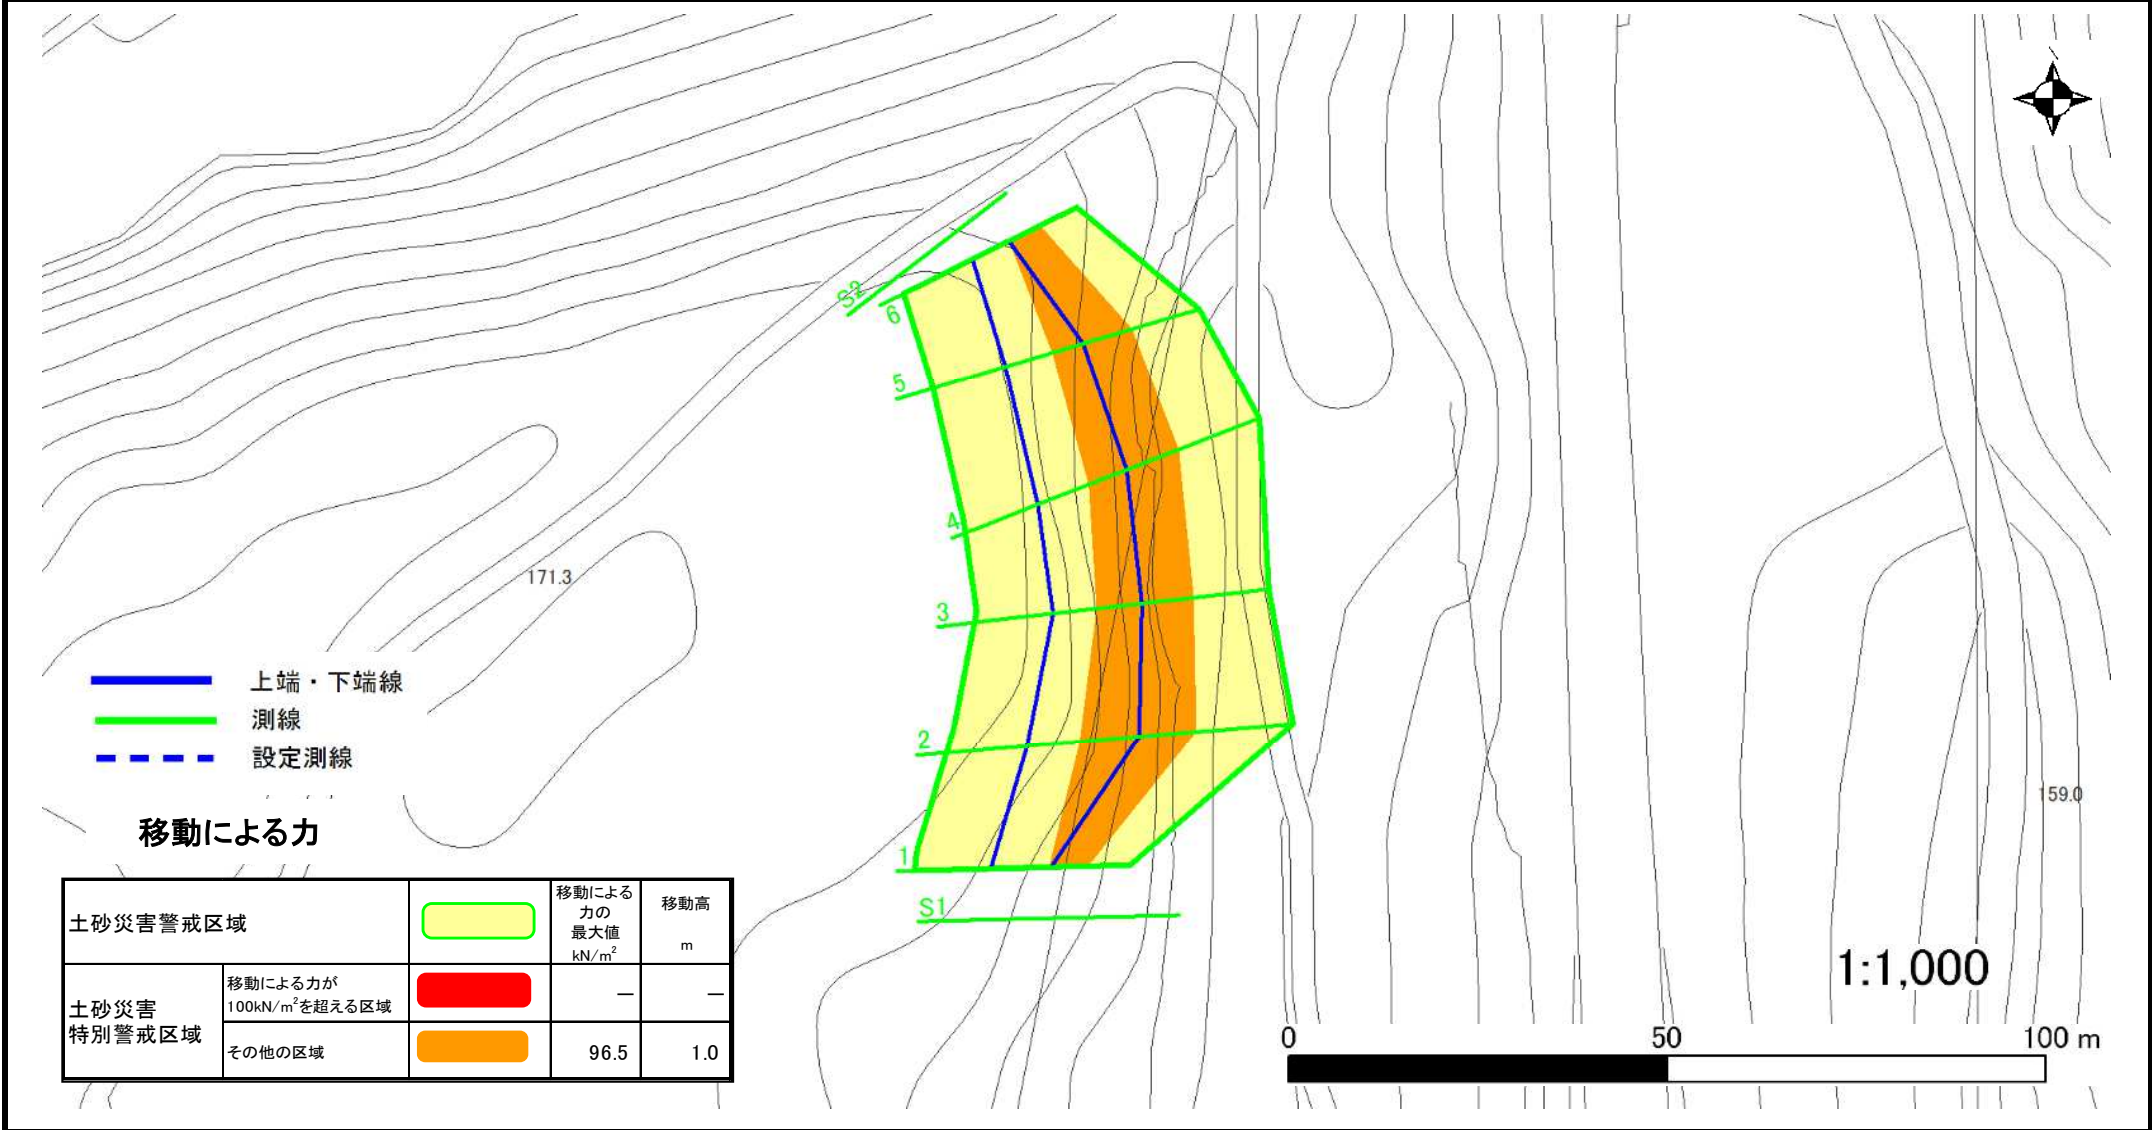 S2
6
5
4
171.3
3
上端・下端線
測線
2
設定測線
159.0
移動による力
1
S1
土砂災害警戒区域
移動による
力の
最大値
kN/m²
移動高
m
土砂災害
特別警戒区域
移動による力が
100kN/m²を超える区域
— —
その他の区域
96.5 1.0
1:1,000
0 50 100 m